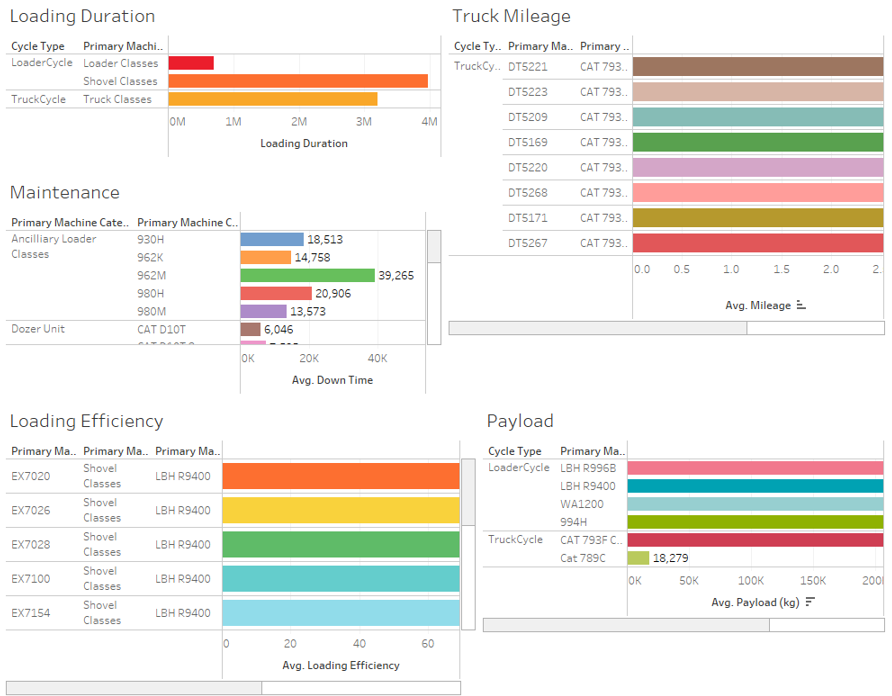 Loading Duration
Cycle Type Primary Machi..
LoaderCycle Loader Classes
Shovel Classes
TruckCycle Truck Classes
0M 1M 2M 3M 4M
Loading Duration
Truck Mileage
Cycle Ty.. Primary Ma.. Primary ..
TruckCy.. DT5221 CAT 793..
DT5223 CAT 793..
DT5209 CAT 793..
DT5169 CAT 793..
DT5220 CAT 793..
DT5268 CAT 793..
DT5171 CAT 793..
DT5267 CAT 793..
0.0 0.5 1.0 1.5 2.0 2.
Avg. Mileage
Maintenance
Primary Machine Cate.. Primary Machine C..
Ancilliary Loader Classes 930H 18,513
962K 14,758
962M 39,265
980H 20,906
980M 13,573
Dozer Unit CAT D10T 6,046
0K 20K 40K
Avg. Down Time
Loading Efficiency
Primary Ma.. Primary Ma.. Primary Ma..
EX7020 Shovel Classes LBH R9400
EX7026 Shovel Classes LBH R9400
EX7028 Shovel Classes LBH R9400
EX7100 Shovel Classes LBH R9400
EX7154 Shovel Classes LBH R9400
0 20 40 60
Avg. Loading Efficiency
Payload
Cycle Type Primary Ma..
LoaderCycle LBH R996B
LBH R9400
WA1200
994H
TruckCycle CAT 793F C..
Cat 789C 18,279
0K 50K 100K 150K 200
Avg. Payload (kg)